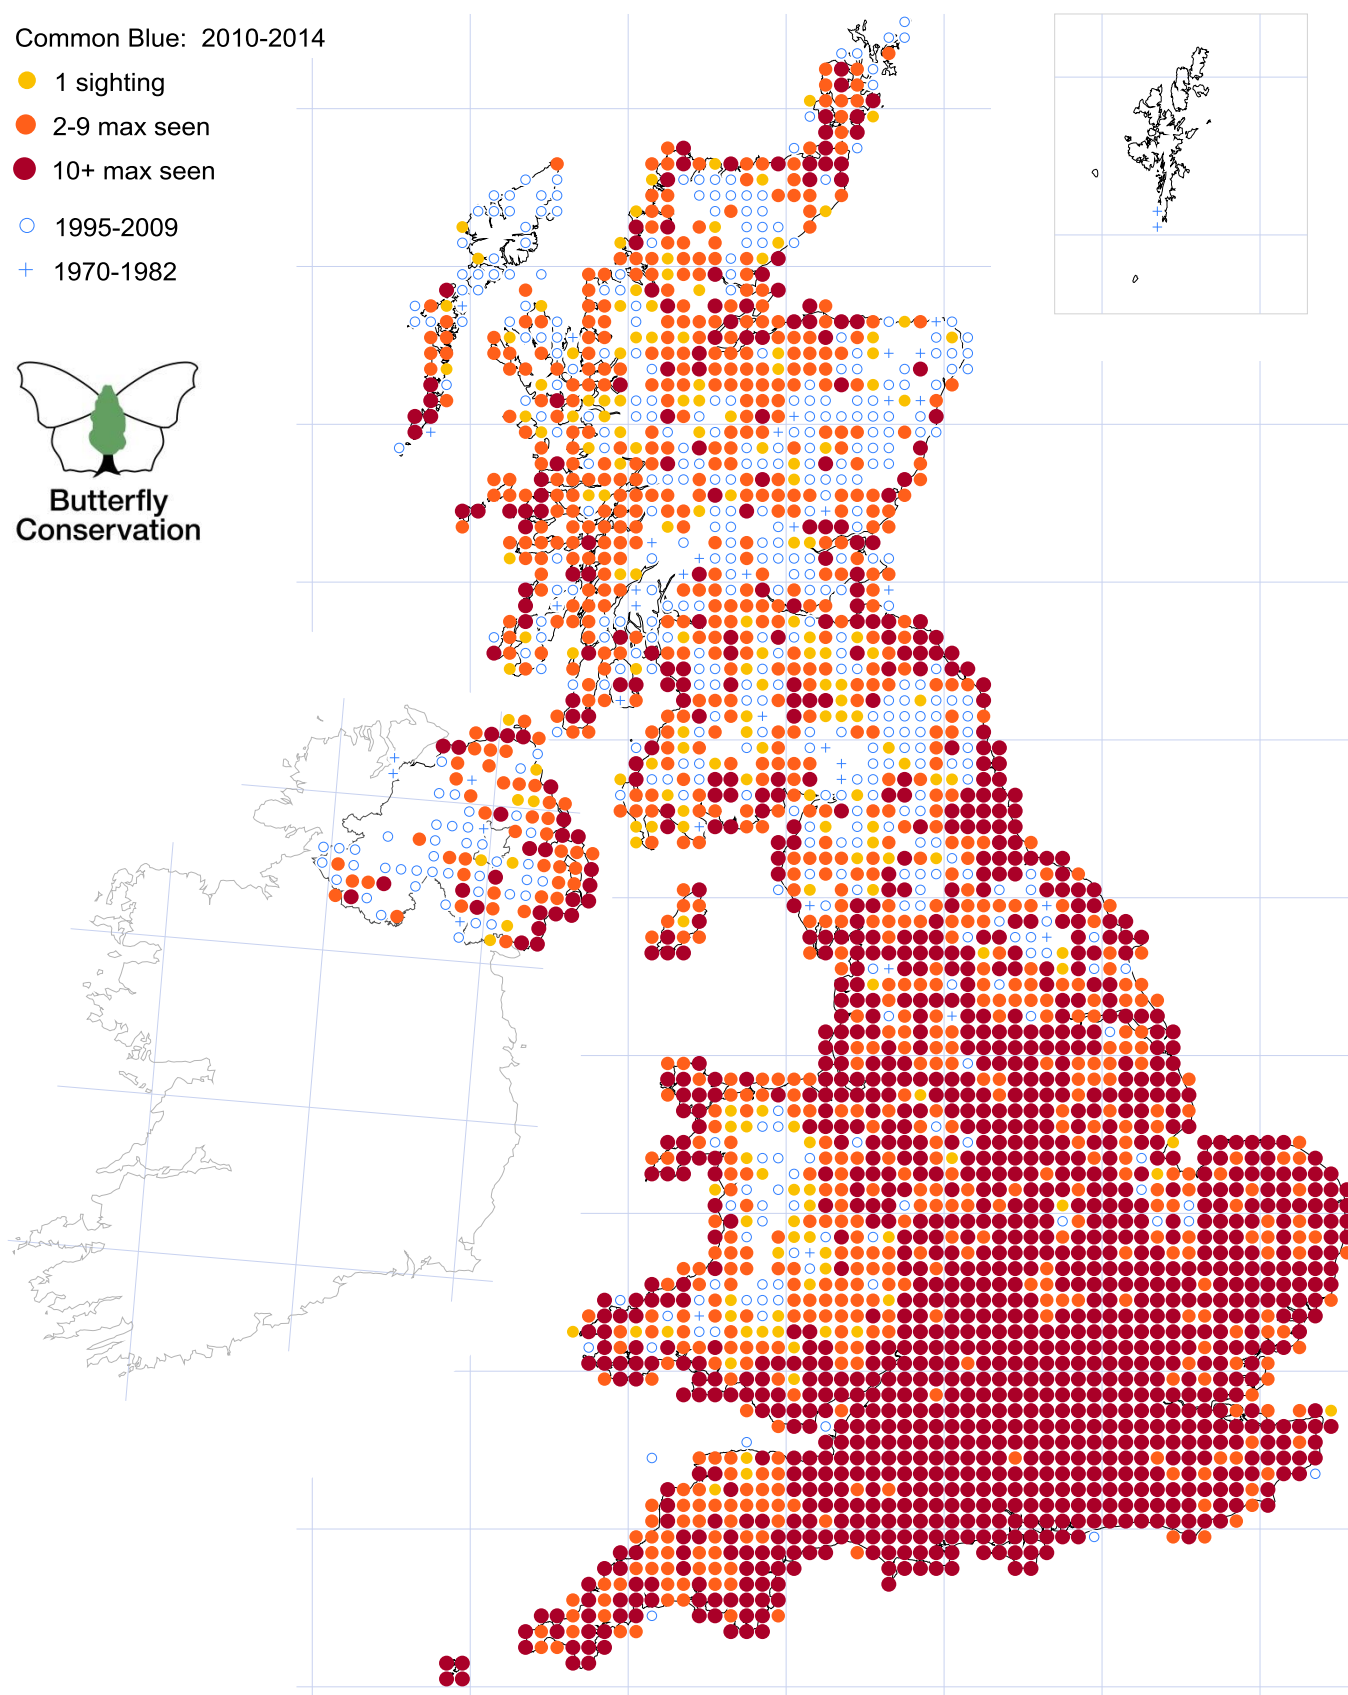 Common Blue: 2010-2014
1 sighting
2-9 max seen
10+ max seen
1995-2009
1970-1982
Butterfly
Conservation